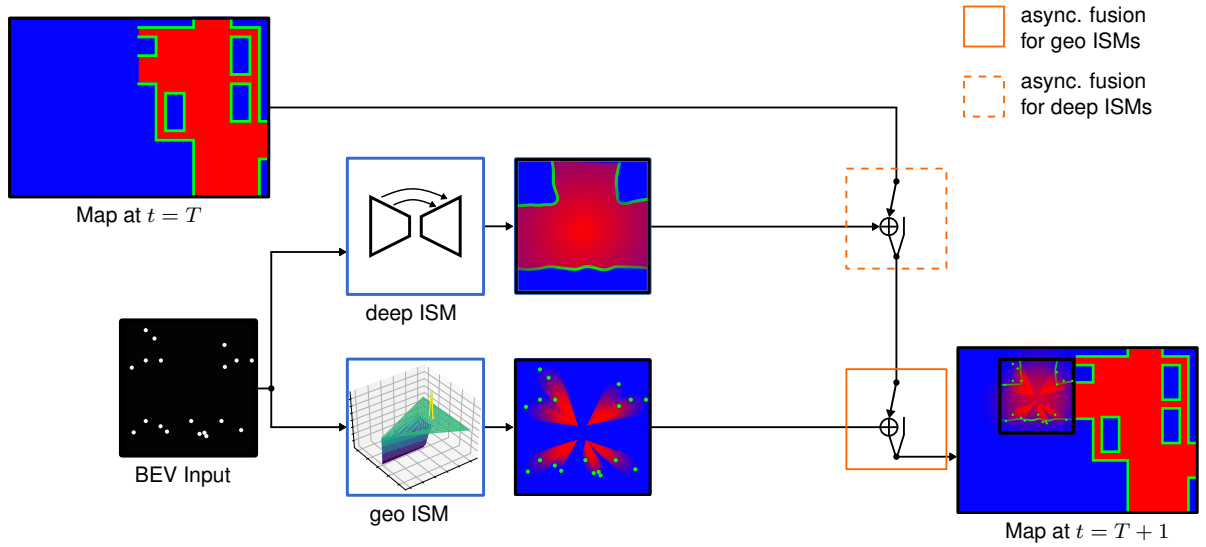 async. fusion
for geo ISMs
async. fusion
for deep ISMs
Map at t = T
deep ISM
BEV Input
geo ISM
Map at t = T + 1